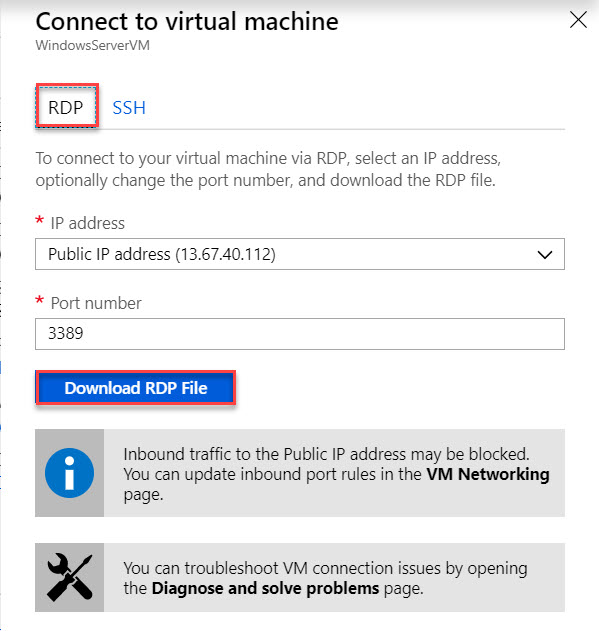 Connect to virtual machine
WindowsServerVM
RDP SSH
To connect to your virtual machine via RDP, select an IP address,
optionally change the port number, and download the RDP file.
* IP address
Public IP address (13.67.40.112)
* Port number
3389
Download RDP File
Inbound traffic to the Public IP address may be blocked.
You can update inbound port rules in the VM Networking
page.
You can troubleshoot VM connection issues by opening
the Diagnose and solve problems page.